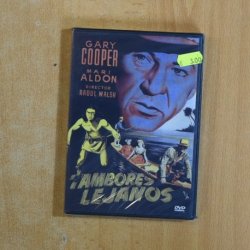 GARY
COOPER
MARI
ALDON
DIRECTOR
RAOUL WALSH
TAMBORES
LEJANOS
DVD